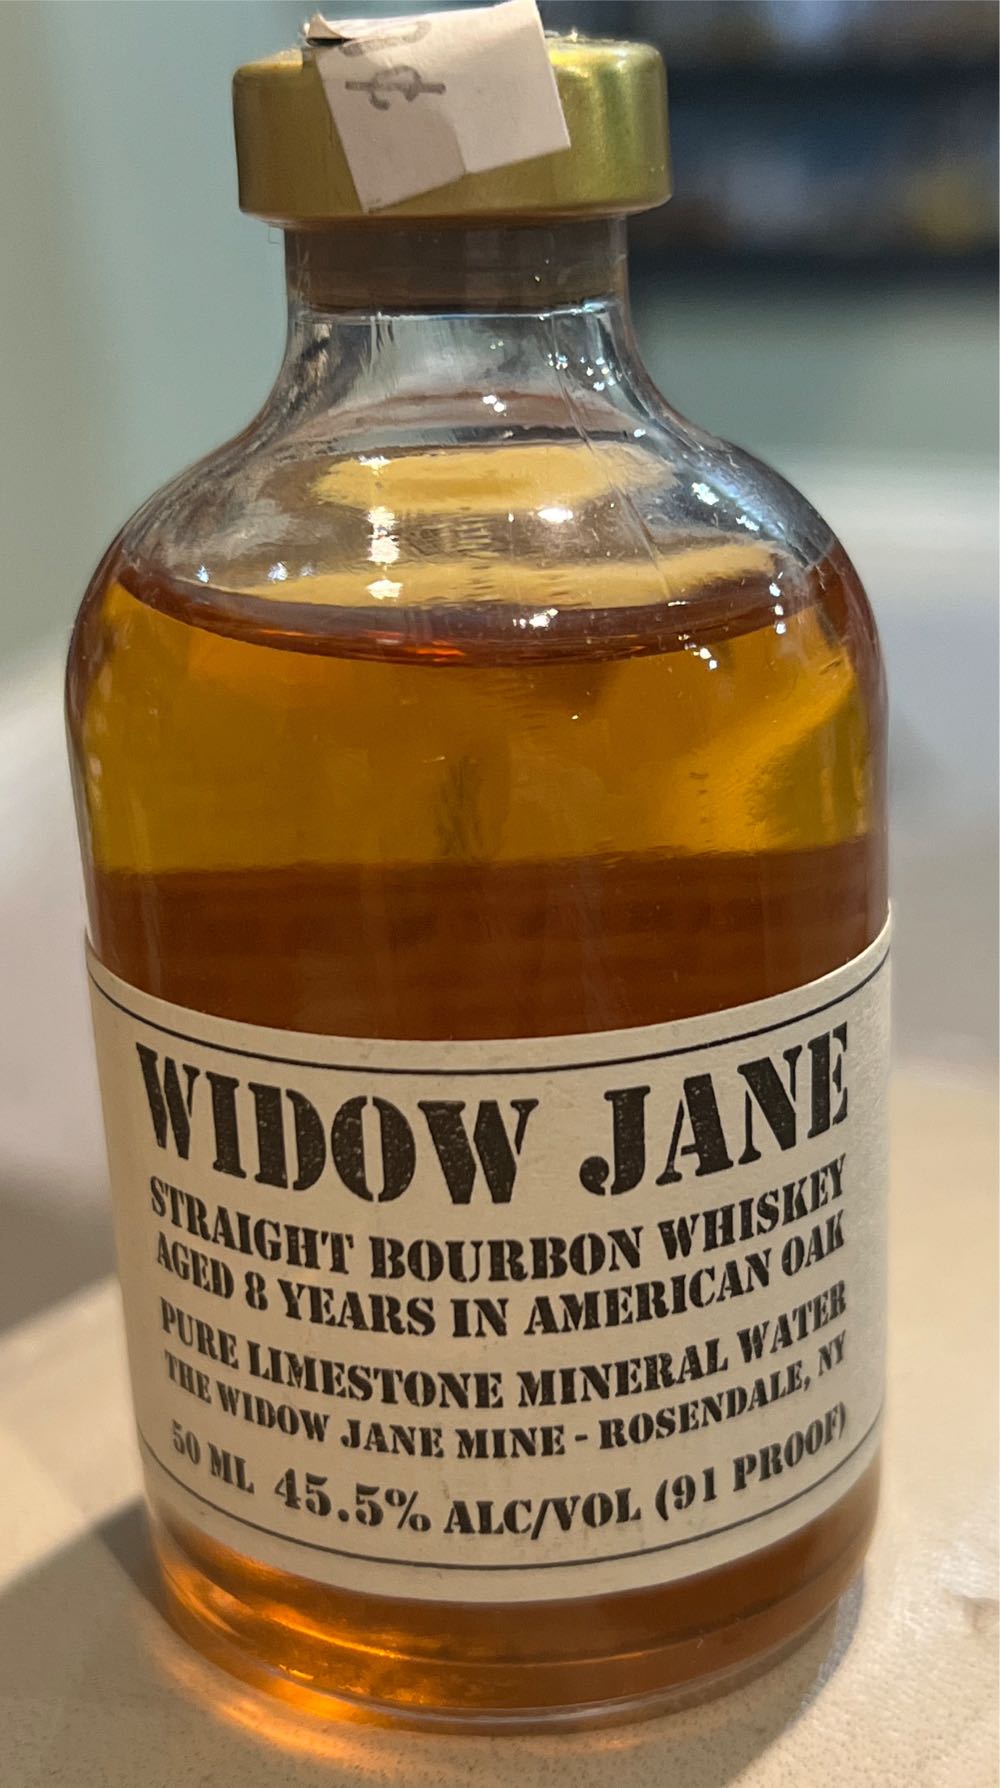 WIDOW JANE
STRAIGHT BOURBON WHISKEY
AGED 8 YEARS IN AMERICAN OAK
PURE LIMESTONE MINERAL WATER
THE WIDOW JANE MINE - ROSENDALE, NY
50 ML 45.5% ALC/VOL (91 PROOF)